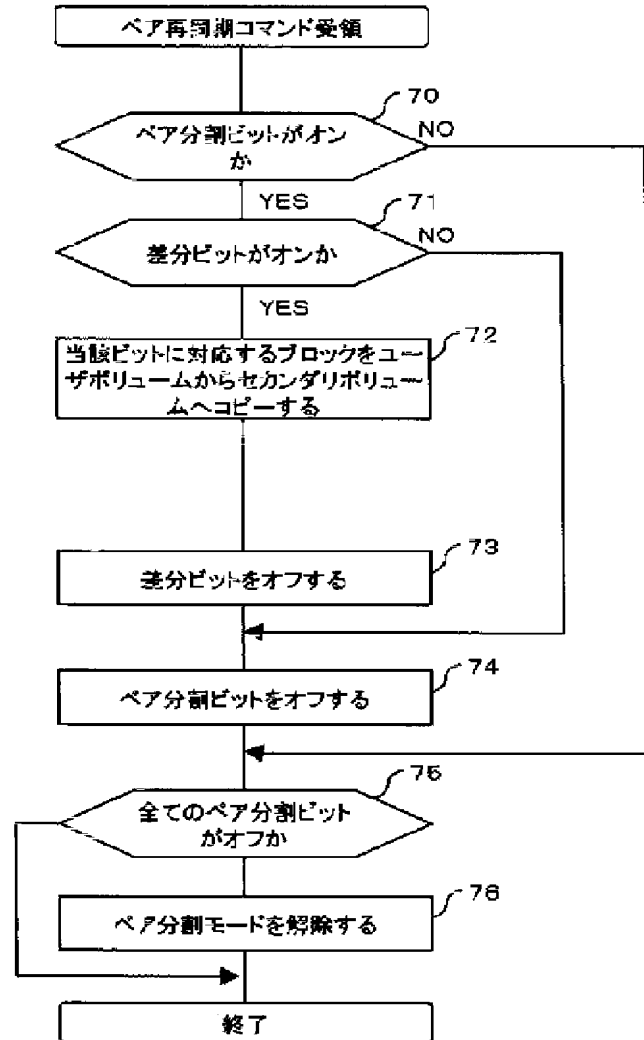 ペア再同期コマンド受領
70
ペア分割ビットがオン
か
NO
YES
71
差分ビットがオンか
NO
YES
72
当該ビットに対応するブロックをユー
ザボリュームからセカンダリボリュー
ムへコピーする
73
差分ビットをオフする
74
ペア分割ビットをオフする
75
全てのペア分割ビット
がオフか
76
ペア分割モードを解除する
終了